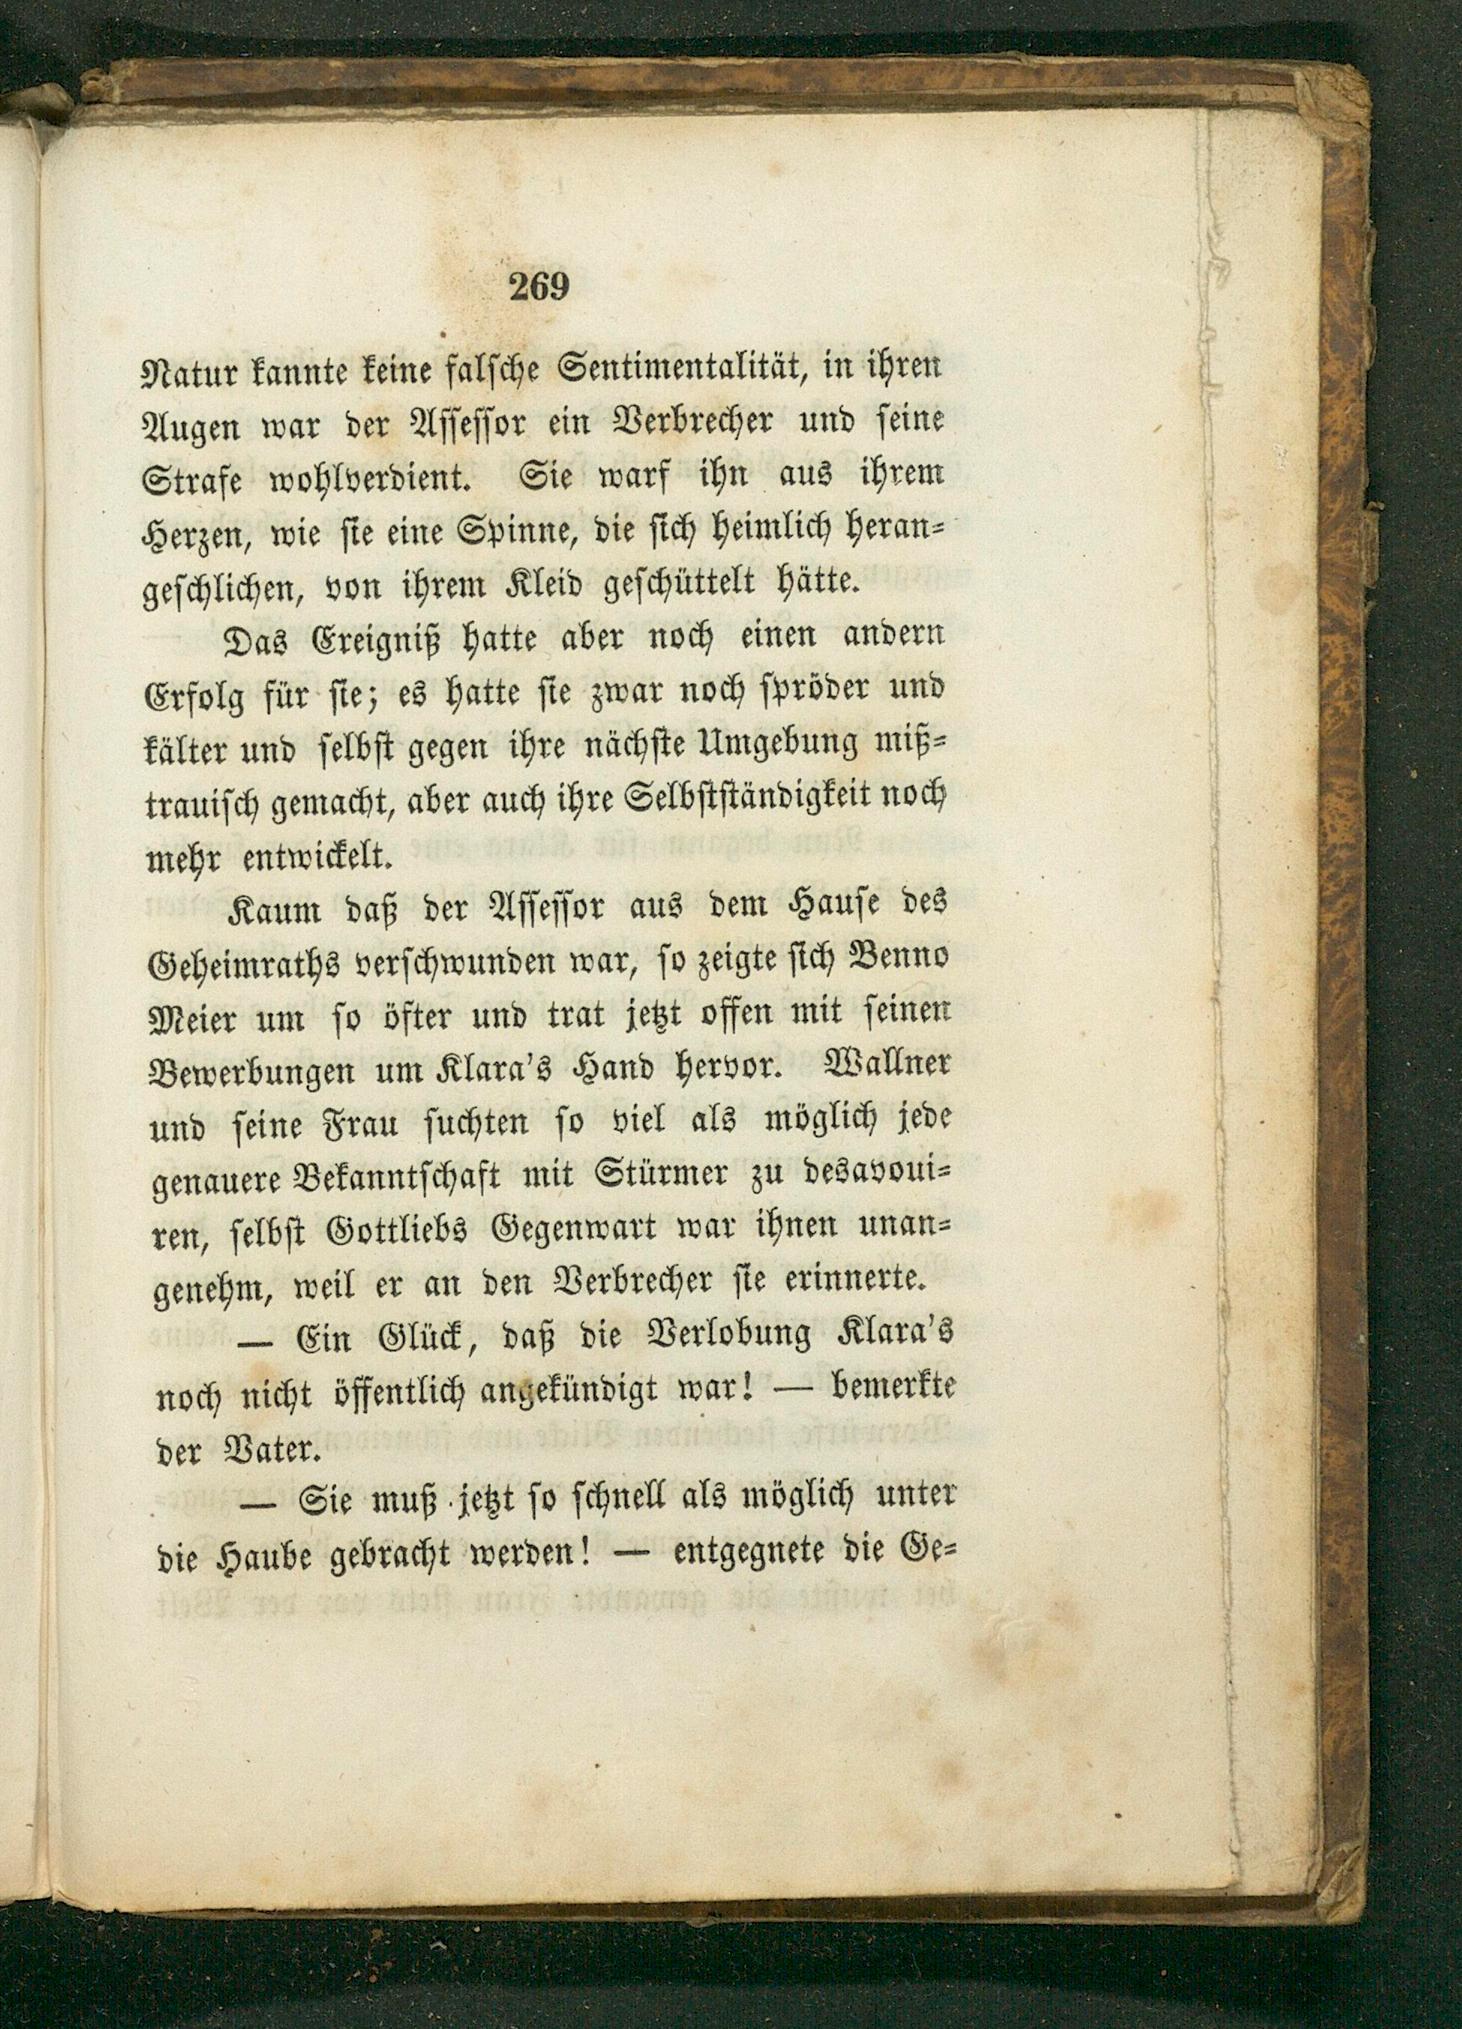 269
Natur kannte keine falsche Sentimentalität, in ihren
Augen war der Assessor ein Verbrecher und seine
Strafe wohlverdient. Sie warf ihn aus ihrem
Herzen, wie sie eine Spinne, die sich heimlich heran-
geschlichen, von ihrem Kleid geschüttelt hätte.
Das Ereigniß hatte aber noch einen andern
Erfolg für sie; es hatte sie zwar noch spröder und
kälter und selbst gegen ihre nächste Umgebung miß-
trauisch gemacht, aber auch ihre Selbstständigkeit noch
mehr entwickelt.
Kaum daß der Assessor aus dem Hause des
Geheimraths verschwunden war, so zeigte sich Benno
Meier um so öfter und trat jetzt offen mit seinen
Bewerbungen um Klara's Hand hervor. Wallner
und seine Frau suchten so viel als möglich jede
genauere Bekanntschaft mit Stürmer zu desavoui-
ren, selbst Gottliebs Gegenwart war ihnen unan-
genehm, weil er an den Verbrecher sie erinnerte.
— Ein Glück, daß die Verlobung Klara's
noch nicht öffentlich angekündigt war! — bemerkte
der Vater.
— Sie muß jetzt so schnell als möglich unter
die Haube gebracht werden! — entgegnete die Ge-